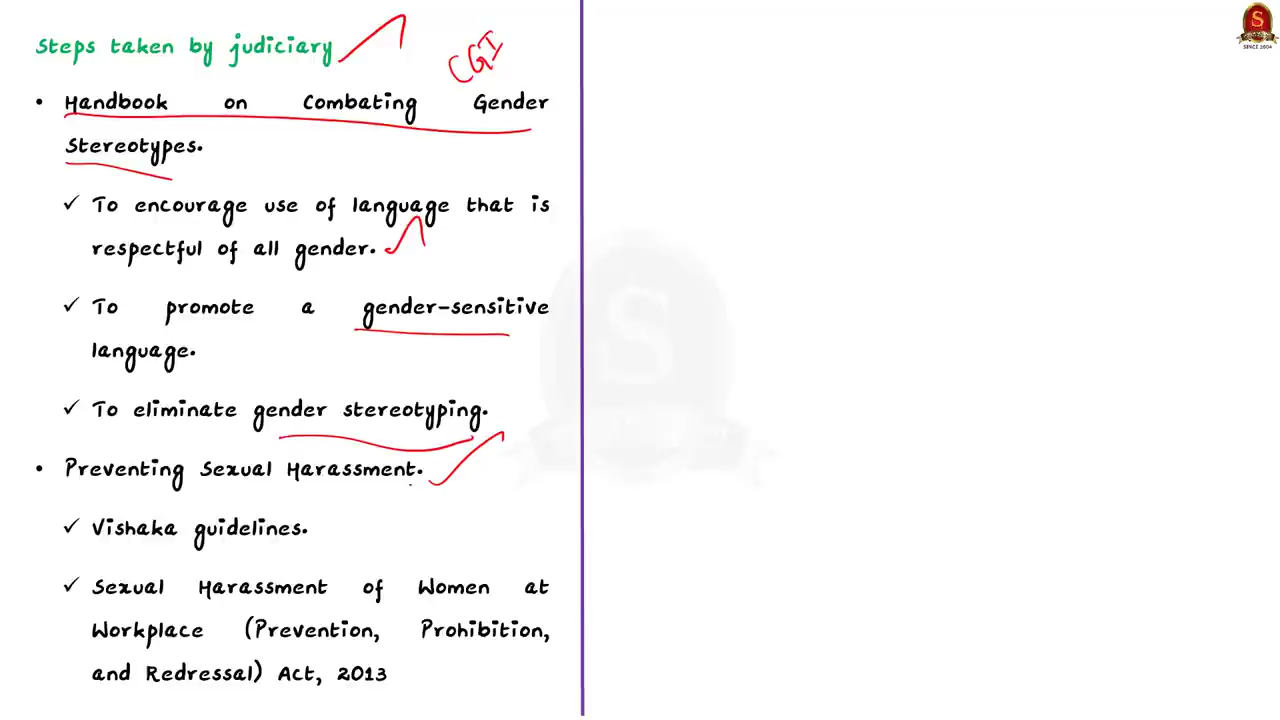 Steps taken by judiciary
CGI
• Handbook on Combating Gender
Stereotypes.
✓ To encourage use of language that is
respectful of all gender.
✓ To promote a gender-sensitive
language.
✓ To eliminate gender stereotyping.
• Preventing Sexual Harassment.
✓ Vishaka guidelines.
✓ Sexual Harassment of Women at
Workplace (Prevention, Prohibition,
and Redressal) Act, 2013
S
SINCE 2004